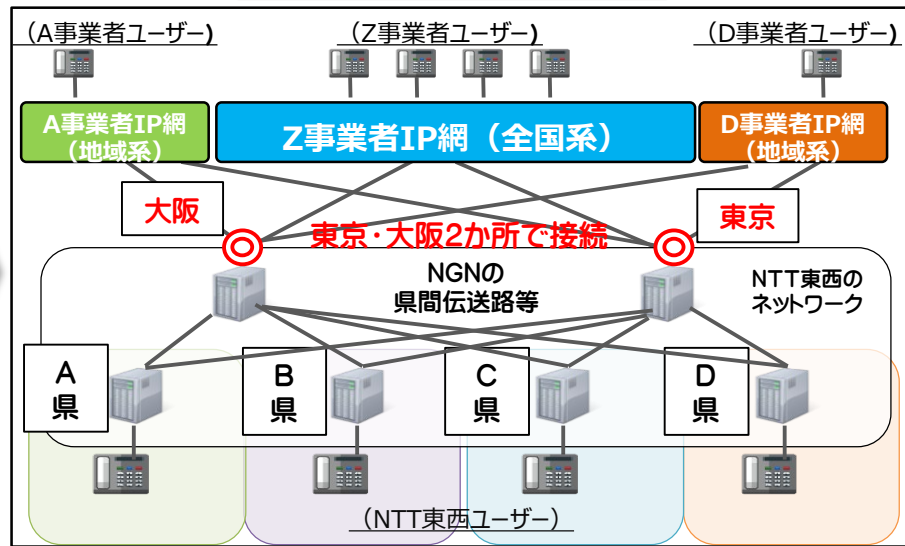 (A事業者ユーザー)
(Z事業者ユーザー)
(D事業者ユーザー)
A事業者IP網
(地域系)
Z事業者IP網（全国系）
D事業者IP網
(地域系)
大阪
東京
東京･大阪2か所で接続
NGNの
県間伝送路等
NTT東西の
ネットワーク
A
県
B
県
C
県
D
県
(NTT東西ユーザー)